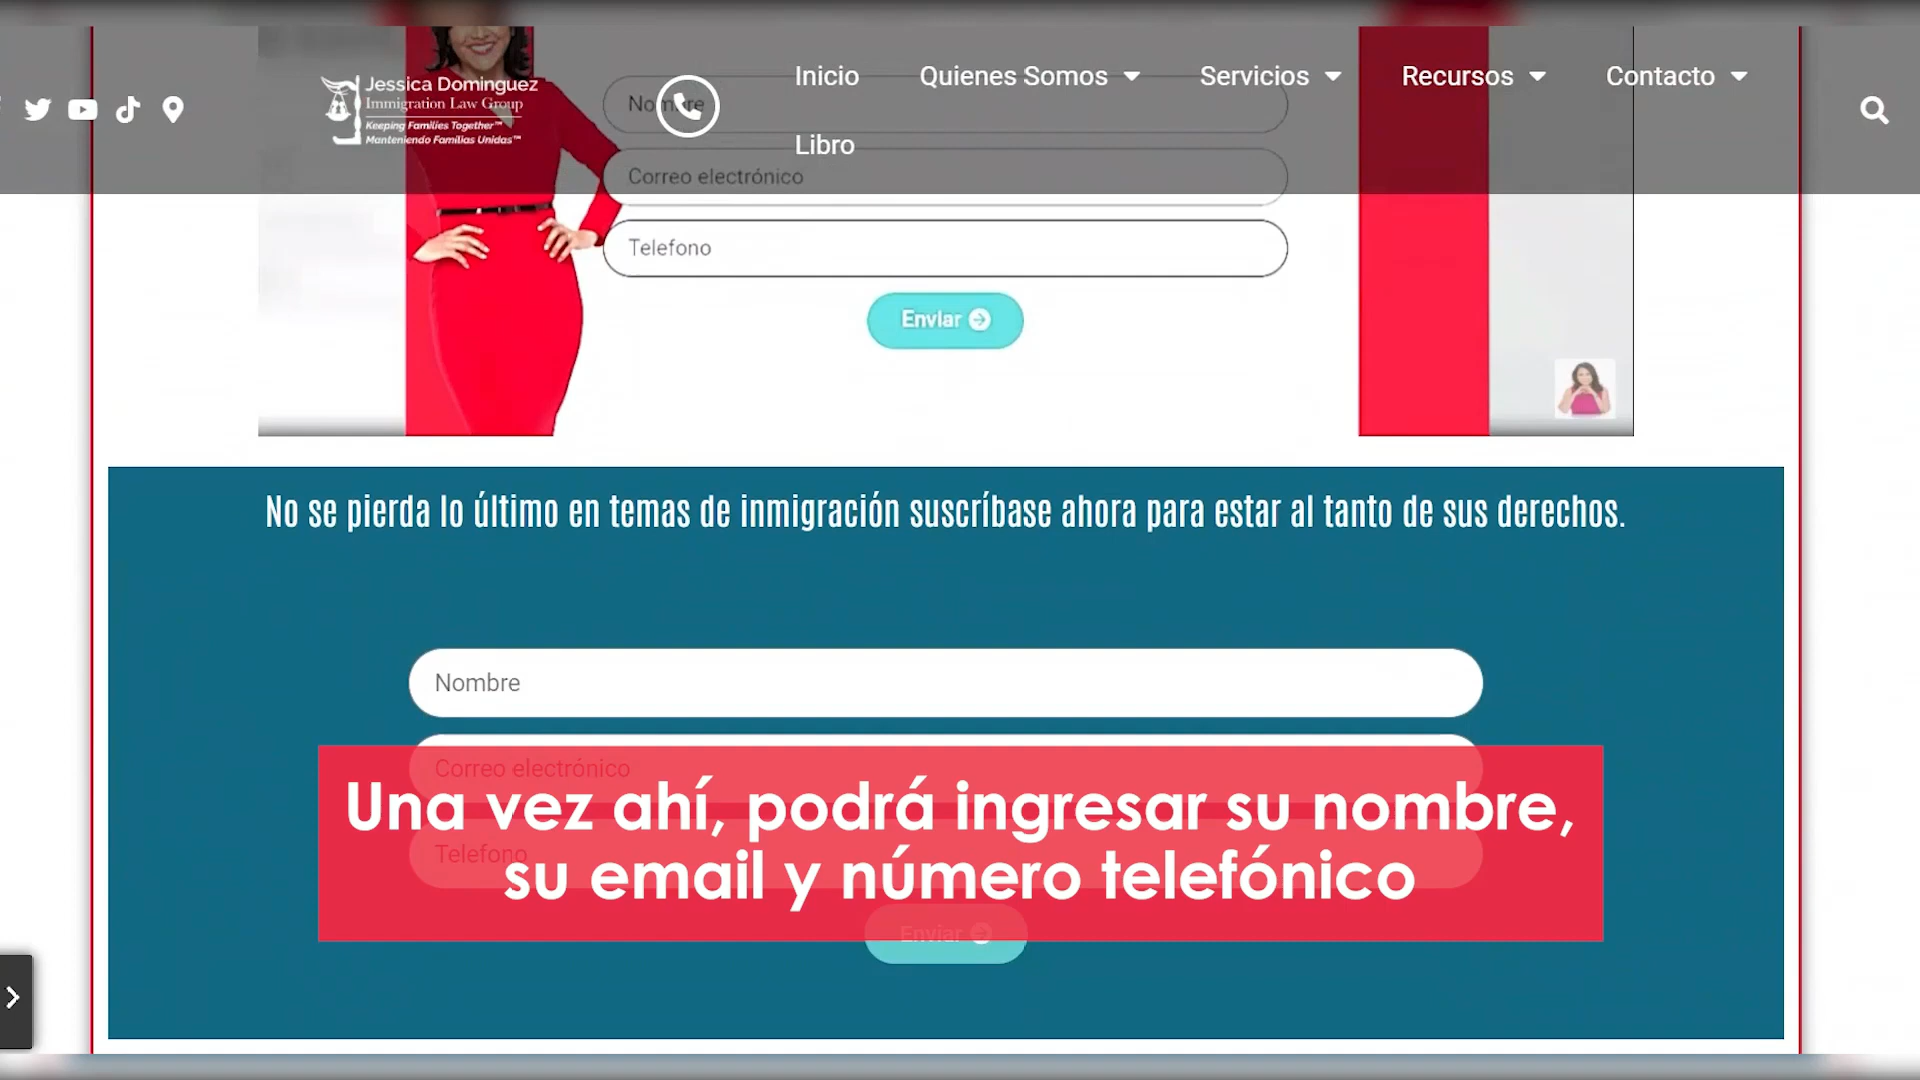 Jessica Dominguez
Immigration Law Group
Keeping Families Together™
Manteniendo Familias Unidas™
Inicio
Quienes Somos
Servicios
Recursos
Contacto
Libro
Nombre
Correo electrónico
Telefono
Enviar
No se pierda lo último en temas de inmigración suscríbase ahora para estar al tanto de sus derechos.
Nombre
Correo electrónico
Telefono
Una vez ahí, podrá ingresar su nombre,
su email y número telefónico
Enviar